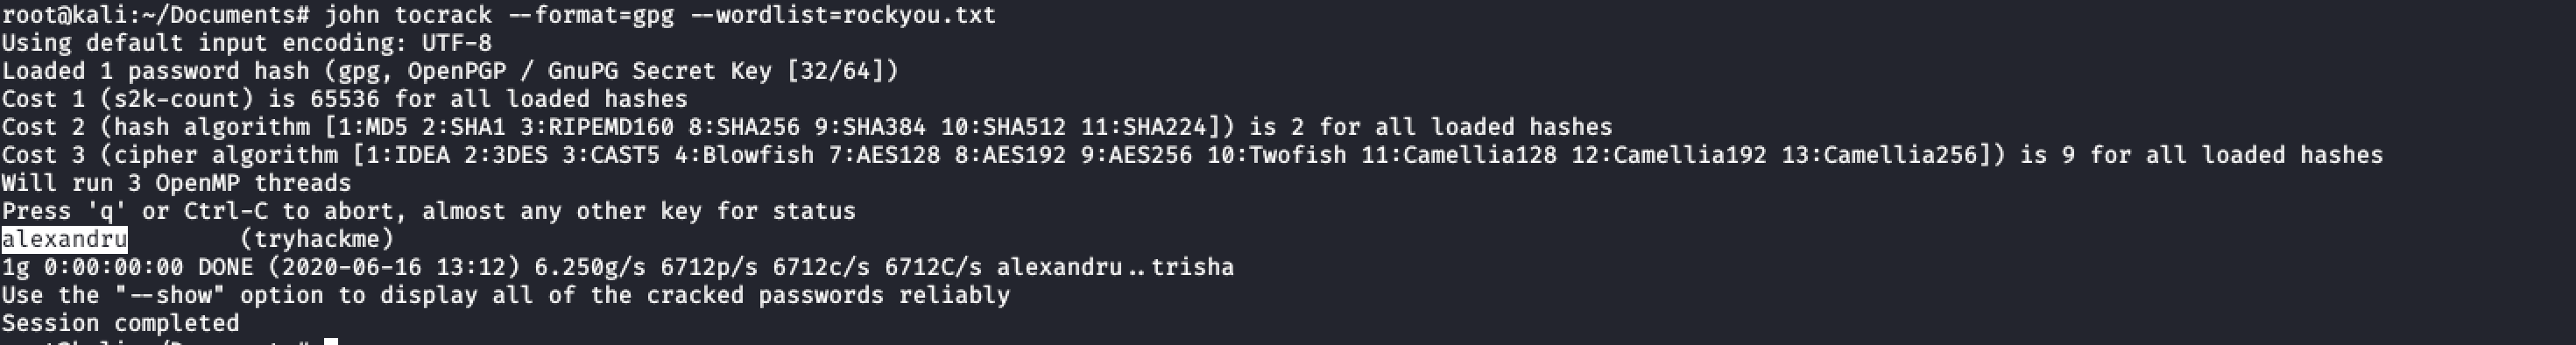 root@kali:~/Documents# john tocrack --format=gpg --wordlist=rockyou.txt
Using default input encoding: UTF-8
Loaded 1 password hash (gpg, OpenPGP / GnuPG Secret Key [32/64])
Cost 1 (s2k-count) is 65536 for all loaded hashes
Cost 2 (hash algorithm [1:MD5 2:SHA1 3:RIPEMD160 8:SHA256 9:SHA384 10:SHA512 11:SHA224]) is 2 for all loaded hashes
Cost 3 (cipher algorithm [1:IDEA 2:3DES 3:CAST5 4:Blowfish 7:AES128 8:AES192 9:AES256 10:Twofish 11:Camellia128 12:Camellia192 13:Camellia256]) is 9 for all loaded hashes
Will run 3 OpenMP threads
Press 'q' or Ctrl-C to abort, almost any other key for status
alexandru        (tryhackme)
1g 0:00:00:00 DONE (2020-06-16 13:12) 6.250g/s 6712p/s 6712c/s 6712C/s alexandru..trisha
Use the "--show" option to display all of the cracked passwords reliably
Session completed